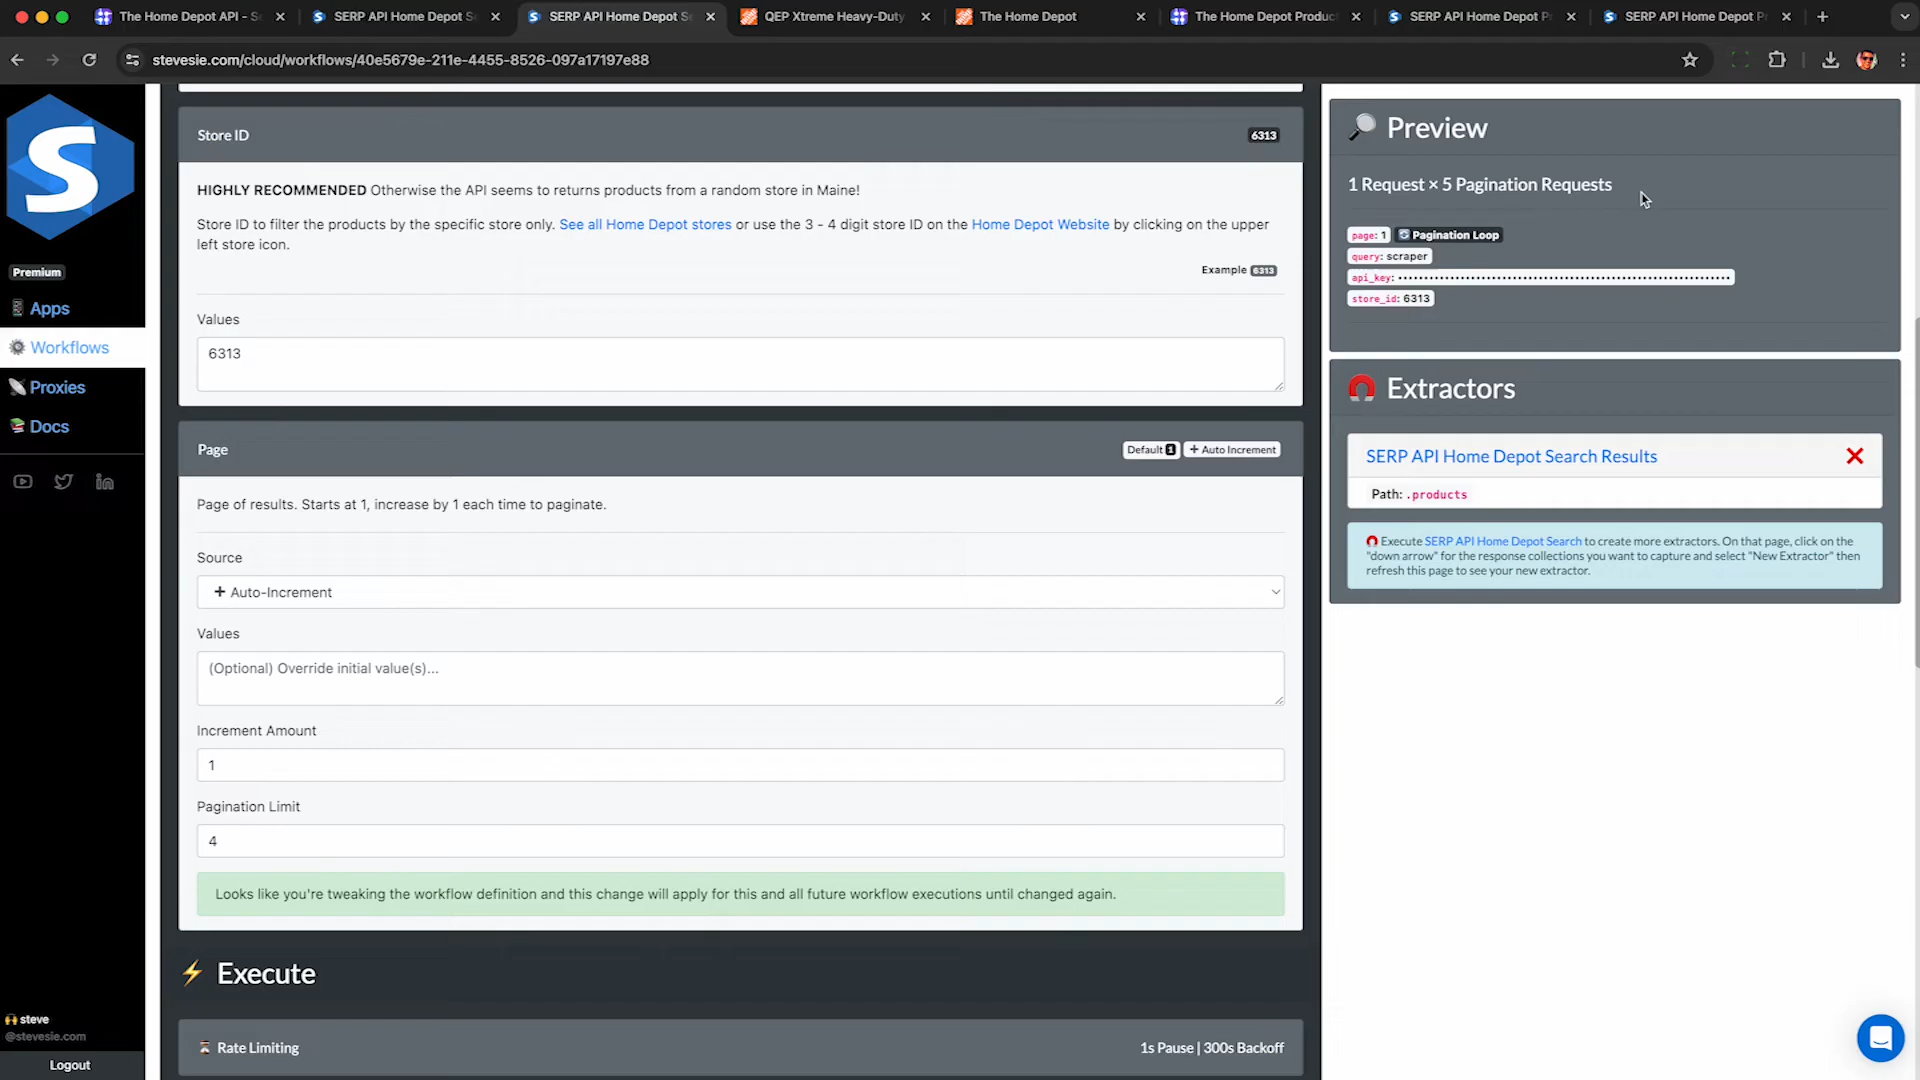 The Home Depot API - S
SERP API Home Depot S
SERP API Home Depot S
QEP Xtreme Heavy-Duty
The Home Depot
The Home Depot Produc
SERP API Home Depot P
SERP API Home Depot P
stevesie.com/cloud/workflows/40e5679e-211e-4455-8526-097a17197e88
S
Premium
Apps
Workflows
Proxies
Docs
steve
@stevesie.com
Logout
Store ID
6313
HIGHLY RECOMMENDED Otherwise the API seems to returns products from a random store in Maine!
Store ID to filter the products by the specific store only. See all Home Depot stores or use the 3 - 4 digit store ID on the Home Depot Website by clicking on the upper
left store icon.
Example 6313
Values
6313
Page
Default 1
+ Auto Increment
Page of results. Starts at 1, increase by 1 each time to paginate.
Source
+ Auto-Increment
Values
(Optional) Override initial value(s)...
Increment Amount
1
Pagination Limit
4
Looks like you're tweaking the workflow definition and this change will apply for this and all future workflow executions until changed again.
Execute
Rate Limiting
1s Pause | 300s Backoff
Preview
1 Request × 5 Pagination Requests
page: 1 Pagination Loop
query: scraper
api_key: ••••••••••••••••••••••••••••••••••••••••••••••••••••••••••••••••
store_id: 6313
Extractors
SERP API Home Depot Search Results
Path: .products
Execute SERP API Home Depot Search to create more extractors. On that page, click on the
"down arrow" for the response collections you want to capture and select "New Extractor" then
refresh this page to see your new extractor.